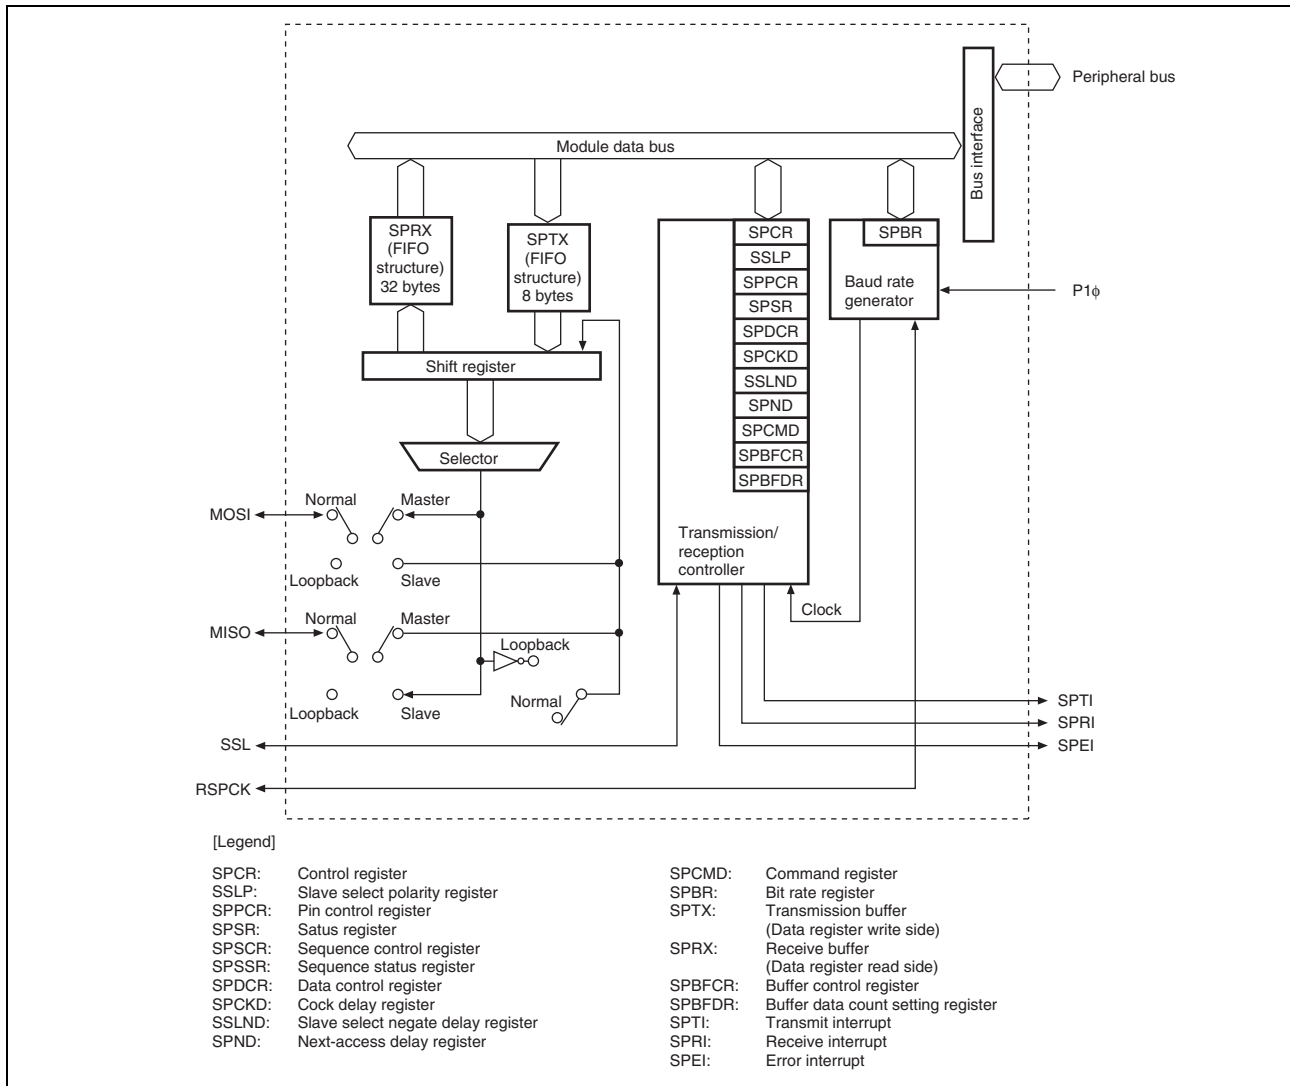 Peripheral bus
Bus interface
Module data bus
SPRX
(FIFO
structure)
32 bytes
SPTX
(FIFO
structure)
8 bytes
SPCR
SSLP
SPPCR
SPSR
SPDCR
SPCKD
SSLND
SPND
SPCMD
SPBFCR
SPBFDR
Transmission/
reception
controller
SPBR
Baud rate
generator
P1ϕ
Shift register
Selector
Clock
MOSI
Normal
Master
Loopback
Slave
MISO
Normal
Master
Loopback
Loopback
Slave
Normal
SSL
RSPCK
SPTI
SPRI
SPEI
[Legend]
SPCR: Control register
SSLP: Slave select polarity register
SPPCR: Pin control register
SPSR: Satus register
SPSCR: Sequence control register
SPSSR: Sequence status register
SPDCR: Data control register
SPCKD: Cock delay register
SSLND: Slave select negate delay register
SPND: Next-access delay register
SPCMD: Command register
SPBR: Bit rate register
SPTX: Transmission buffer
(Data register write side)
SPRX: Receive buffer
(Data register read side)
SPBFCR: Buffer control register
SPBFDR: Buffer data count setting register
SPTI: Transmit interrupt
SPRI: Receive interrupt
SPEI: Error interrupt